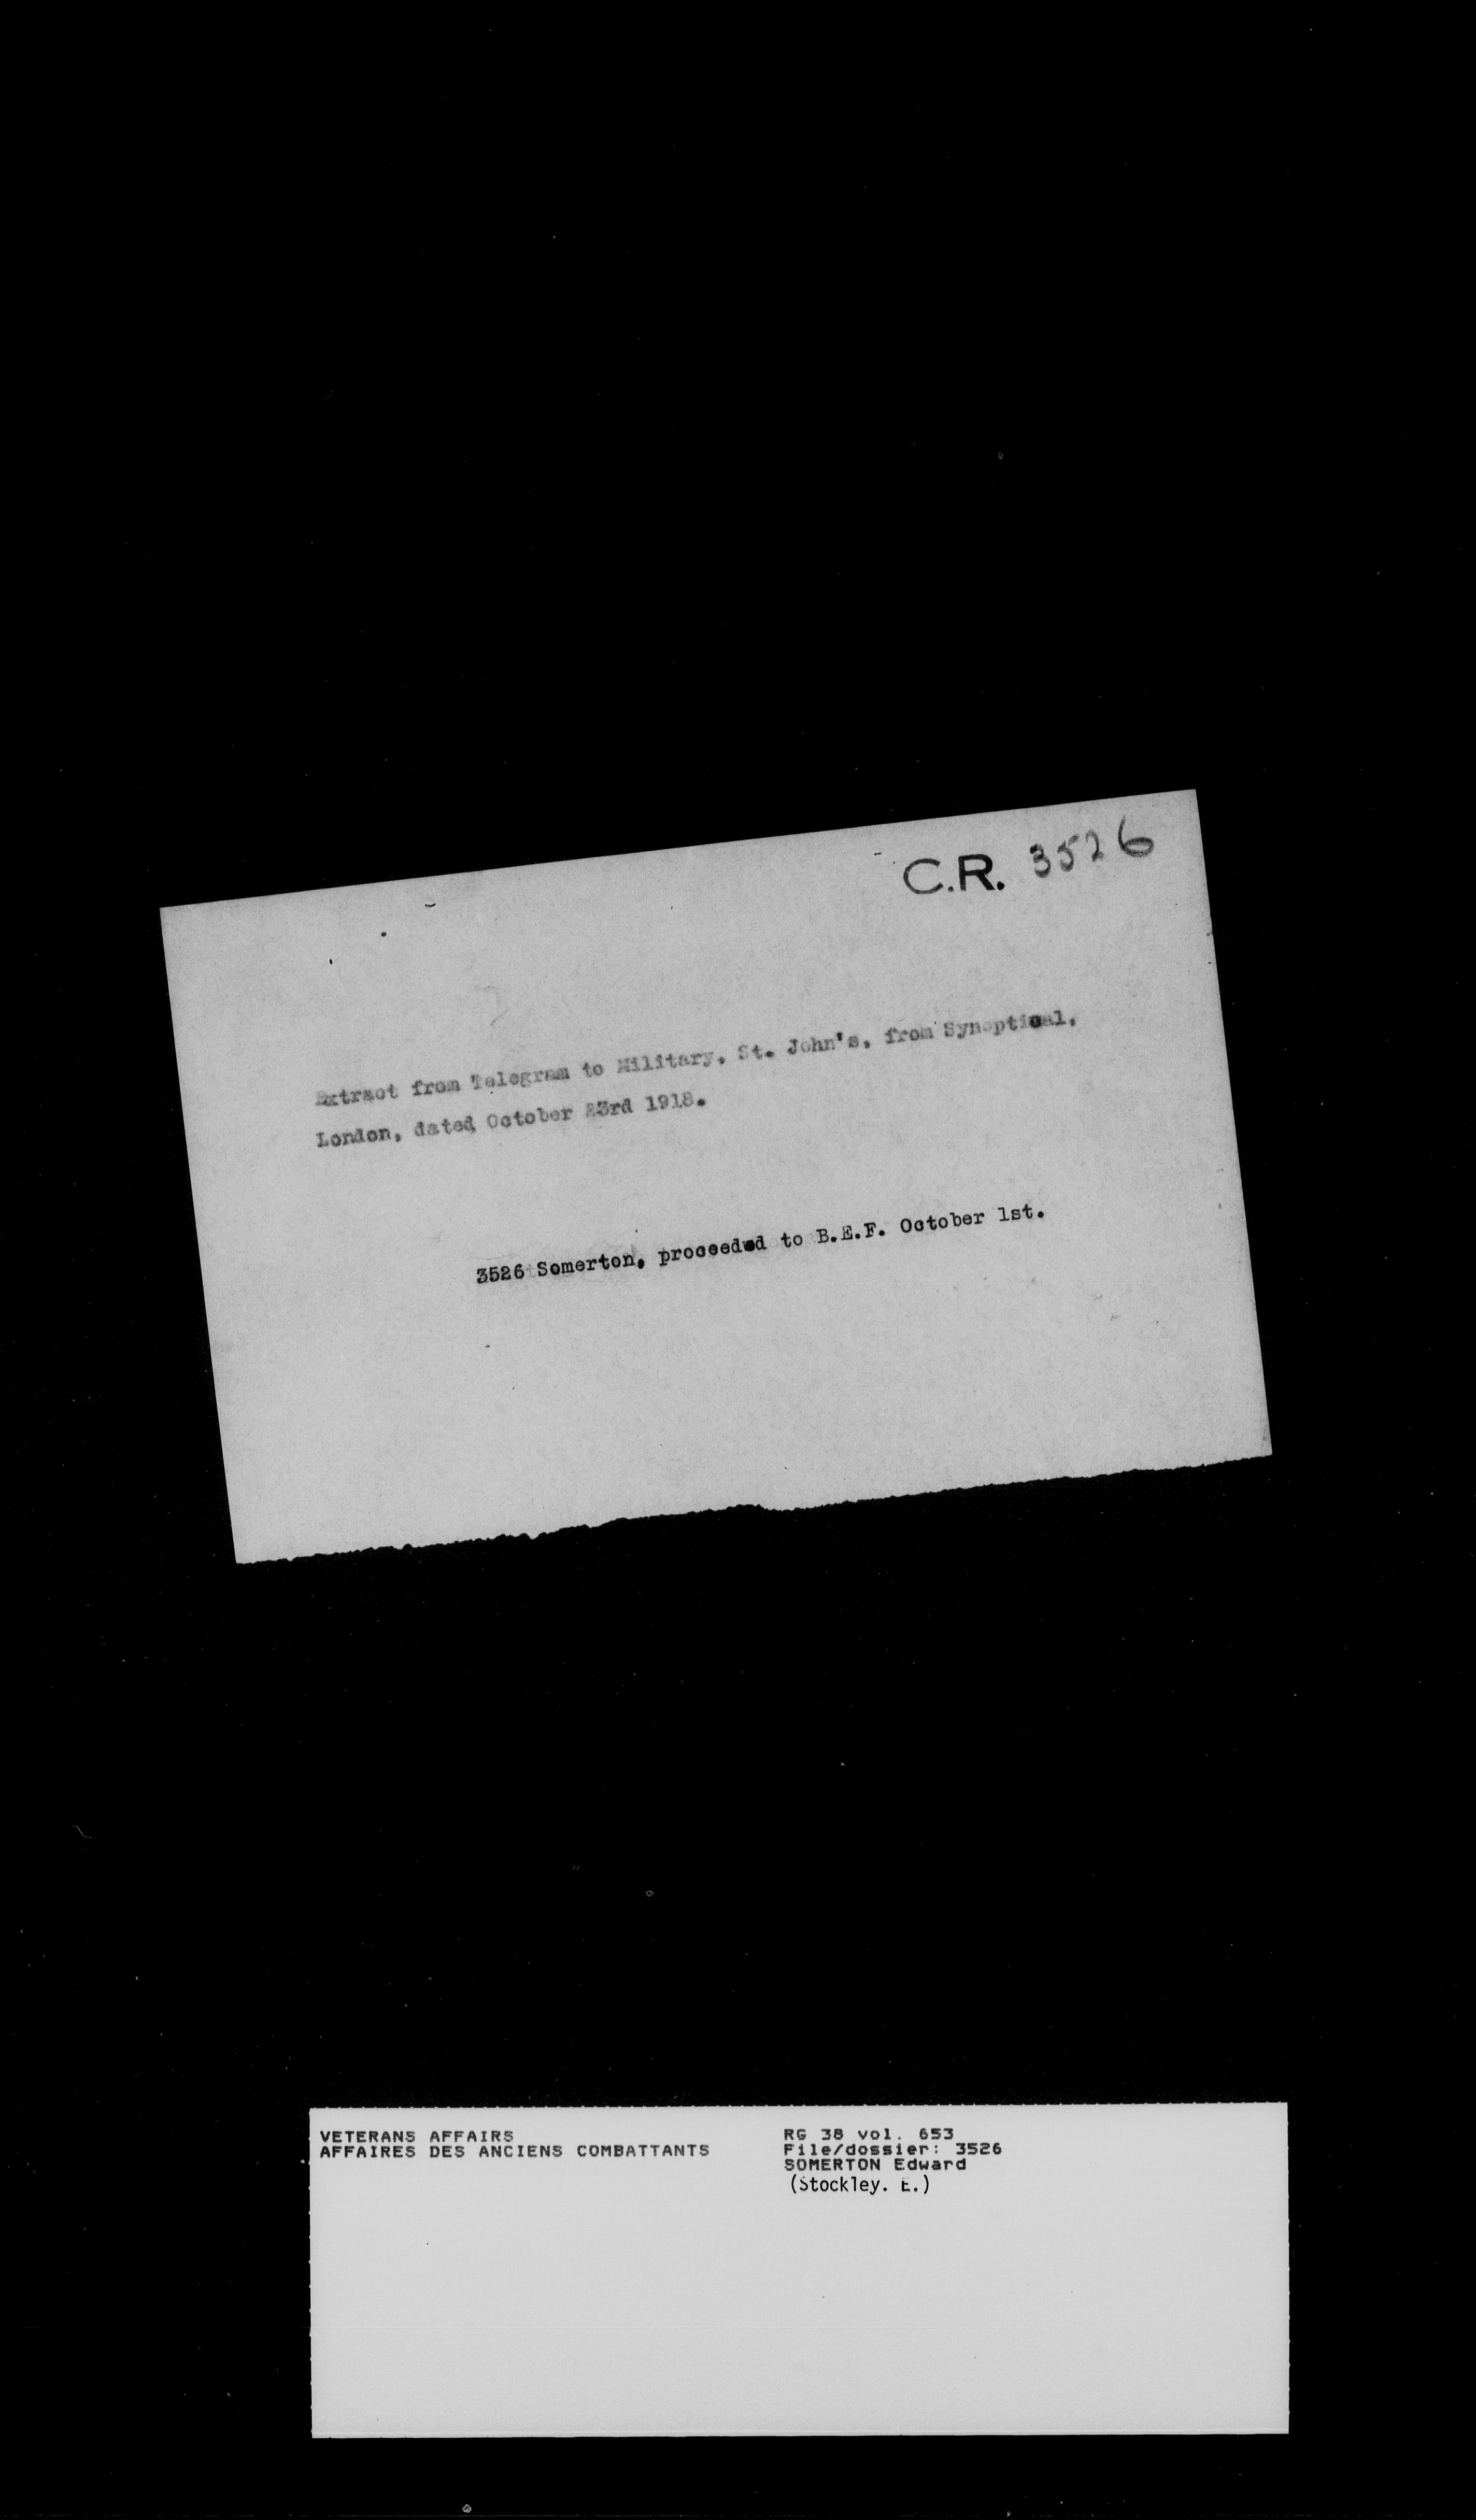 C.R. 3526
Extract from Telegram to Military, St. John's, from Synoptical,
London, dated October 23rd 1918.
3526 Somerton, proceeded to B.E.F. October 1st.
VETERANS AFFAIRS
AFFAIRES DES ANCIENS COMBATTANTS
RG 38 vol. 653
File/dossier: 3526
SOMERTON Edward
(Stockley. E.)